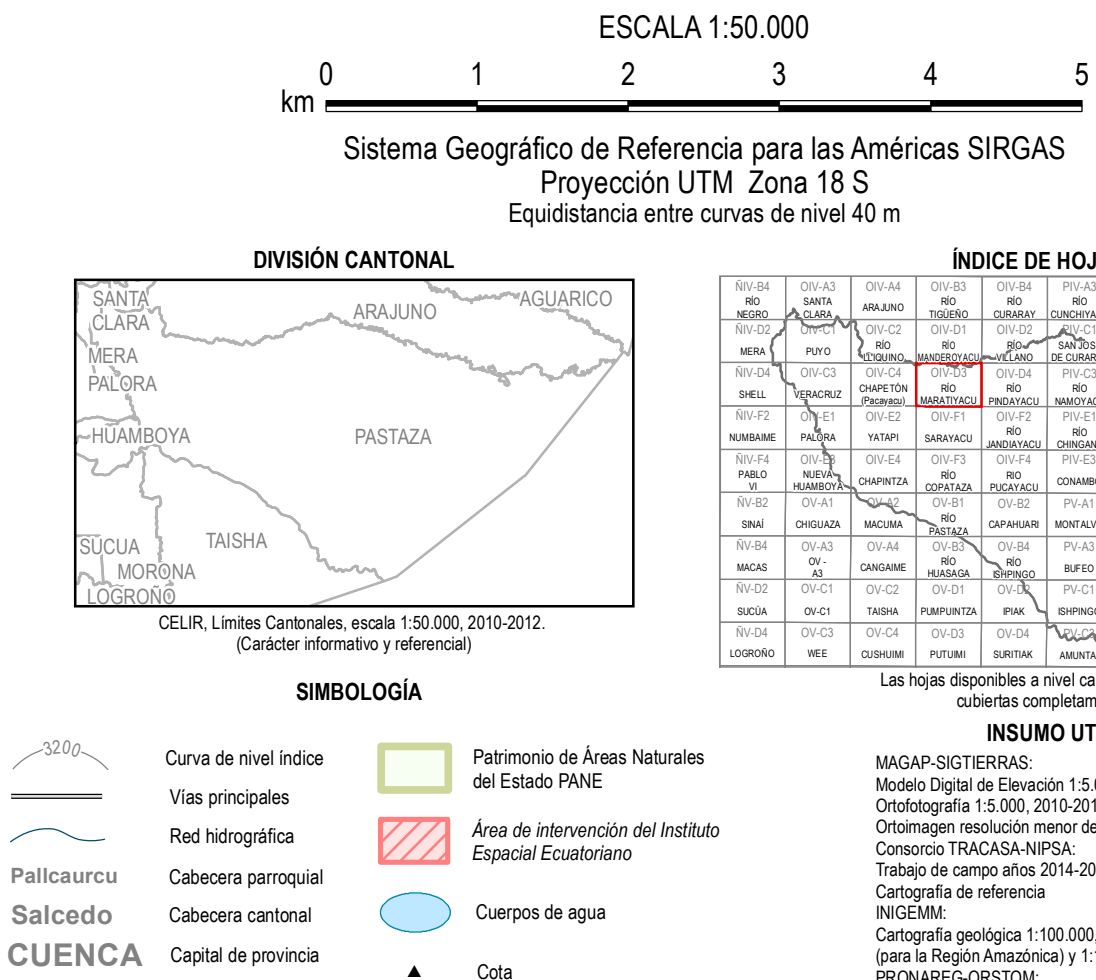 ESCALA 1:50.000
0 1 2 3 4 5
km
Sistema Geográfico de Referencia para las Américas SIRGAS
Proyección UTM Zona 18 S
Equidistancia entre curvas de nivel 40 m
DIVISIÓN CANTONAL
SANTA
CLARA
ARAJUNO
AGUARICO
MERA
PALORA
HUAMBOYA
PASTAZA
TAISHA
SUCUA
MORONA
LOGROÑO
CELIR, Límites Cantonales, escala 1:50.000, 2010-2012.
(Carácter informativo y referencial)
ÍNDICE DE HOJ
ÑIV-B4 OIV-A3 OIV-A4 OIV-B3 OIV-B4 PIV-A3
RÍO NEGRO SANTA CLARA ARAJUNO RÍO TIGÜEÑO RÍO CURARAY RÍO CUNCHIYA
ÑIV-D2 OIV-C1 OIV-C2 OIV-D1 OIV-D2 PIV-C1
MERA PUYO RÍO LLIQUINO RÍO MANDEROYACU RÍO VILLANO SAN JOS DE CURAR
ÑIV-D4 OIV-C3 OIV-C4 OIV-D3 OIV-D4 PIV-C3
SHELL VERACRUZ CHAPETÓN (Pacayacu) RÍO MARATIYACU RÍO PINDAYACU RÍO NAMOYAC
ÑIV-F2 OIV-E1 OIV-E2 OIV-F1 OIV-F2 PIV-E1
NUMBAIME PALORA YATAPI SARAYACU RÍO JANDIAYACU RÍO CHINGAN
ÑIV-F4 OIV-E3 OIV-E4 OIV-F3 OIV-F4 PIV-E3
PABLO VI NUEVA HUAMBOYA CHAPINTZA RÍO COPATAZA RIO PUCAYACU CONAMBO
ÑV-B2 OV-A1 OV-A2 OV-B1 OV-B2 PV-A1
SINAÍ CHIGUAZA MACUMA RÍO PASTAZA CAPAHUARI MONTALV
ÑV-B4 OV-A3 OV-A4 OV-B3 OV-B4 PV-A3
MACAS OV - A3 CANGAIME RÍO HUASAGA RÍO ISHPINGO BUFEO
ÑV-D2 OV-C1 OV-C2 OV-D1 OV-D2 PV-C1
SUCÚA OV-C1 TAISHA PUMPUINTZA IPIAK ISHPINGO
ÑV-D4 OV-C3 OV-C4 OV-D3 OV-D4 PV-C3
LOGROÑO WEE CUSHUIMI PUTUIMI SURITIAK AMUNTA
Las hojas disponibles a nivel ca
cubiertas completam
SIMBOLOGÍA
3200
Curva de nivel índice
Vías principales
Red hidrográfica
Pallcaurcu Cabecera parroquial
Salcedo Cabecera cantonal
CUENCA Capital de provincia
Patrimonio de Áreas Naturales
del Estado PANE
Área de intervención del Instituto
Espacial Ecuatoriano
Cuerpos de agua
Cota
INSUMO UT
MAGAP-SIGTIERRAS:
Modelo Digital de Elevación 1:5.0
Ortofotografía 1:5.000, 2010-201
Ortoimagen resolución menor de
Consorcio TRACASA-NIPSA:
Trabajo de campo años 2014-20
Cartografía de referencia
INIGEMM:
Cartografía geológica 1:100.000,
(para la Región Amazónica) y 1:1
PRONAREG-ORSTOM: